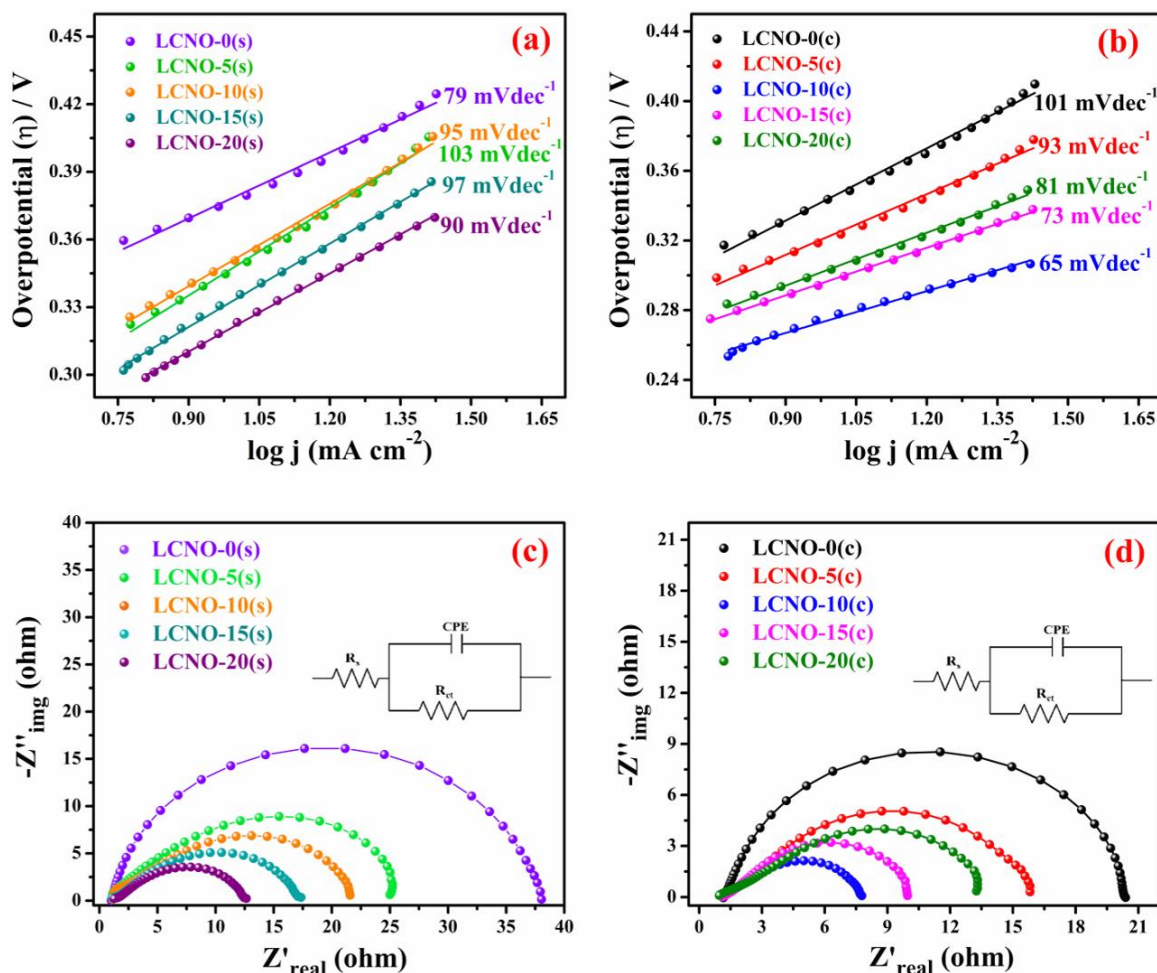 (a)
LCNO-0(s)
LCNO-5(s)
LCNO-10(s)
LCNO-15(s)
LCNO-20(s)
79 mVdec⁻¹
95 mVdec⁻¹
103 mVdec⁻¹
97 mVdec⁻¹
90 mVdec⁻¹
Overpotential (η) / V
0.45
0.42
0.39
0.36
0.33
0.30
0.75 0.90 1.05 1.20 1.35 1.50 1.65
log j (mA cm⁻²)
(b)
LCNO-0(c)
LCNO-5(c)
LCNO-10(c)
LCNO-15(c)
LCNO-20(c)
101 mVdec⁻¹
93 mVdec⁻¹
81 mVdec⁻¹
73 mVdec⁻¹
65 mVdec⁻¹
Overpotential (η) / V
0.44
0.40
0.36
0.32
0.28
0.24
0.75 0.90 1.05 1.20 1.35 1.50 1.65
log j (mA cm⁻²)
(c)
LCNO-0(s)
LCNO-5(s)
LCNO-10(s)
LCNO-15(s)
LCNO-20(s)
CPE
Rs
Rct
-Z''img (ohm)
40
35
30
25
20
15
10
5
0
0 5 10 15 20 25 30 35 40
Z'real (ohm)
(d)
LCNO-0(c)
LCNO-5(c)
LCNO-10(c)
LCNO-15(c)
LCNO-20(c)
CPE
Rs
Rct
-Z''img (ohm)
21
18
15
12
9
6
3
0
0 3 6 9 12 15 18 21
Z'real (ohm)